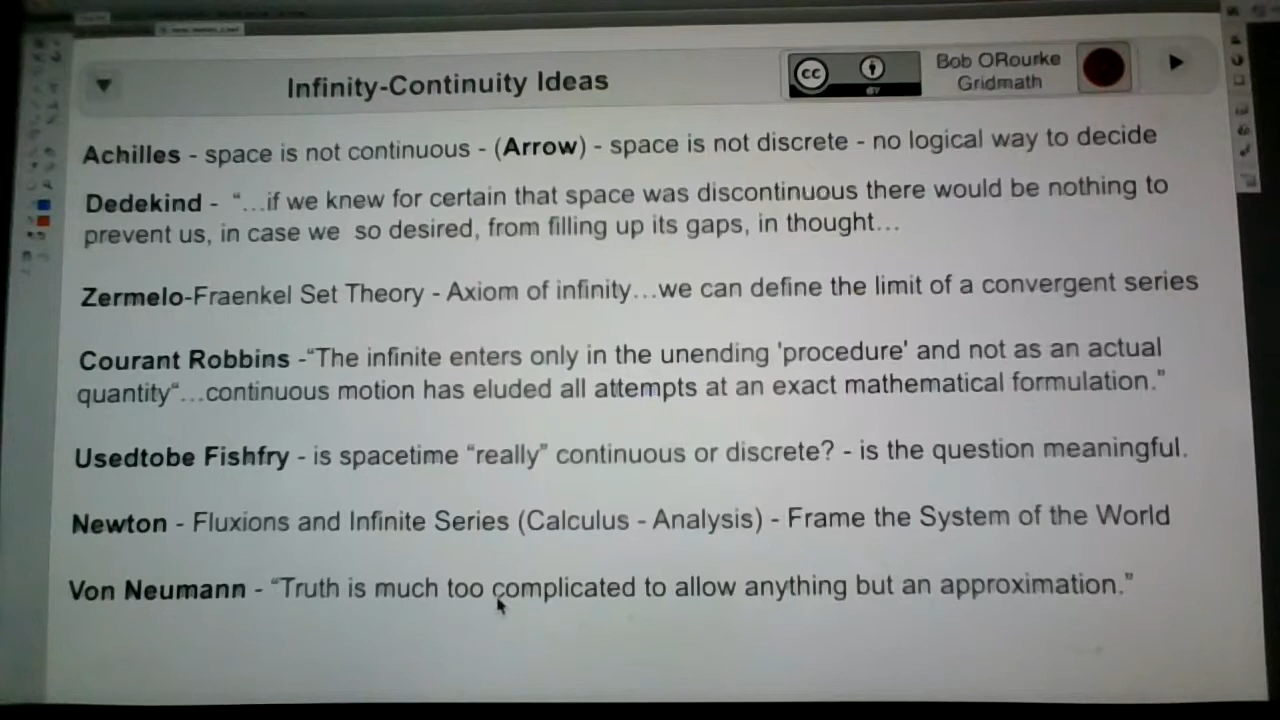 Infinity-Continuity Ideas
cc
BY
Bob ORourke
Gridmath
Achilles - space is not continuous - (Arrow) - space is not discrete - no logical way to decide
Dedekind - “...if we knew for certain that space was discontinuous there would be nothing to
prevent us, in case we so desired, from filling up its gaps, in thought...
Zermelo-Fraenkel Set Theory - Axiom of infinity...we can define the limit of a convergent series
Courant Robbins -“The infinite enters only in the unending 'procedure' and not as an actual
quantity“...continuous motion has eluded all attempts at an exact mathematical formulation.”
Usedtobe Fishfry - is spacetime “really” continuous or discrete? - is the question meaningful.
Newton - Fluxions and Infinite Series (Calculus - Analysis) - Frame the System of the World
Von Neumann - “Truth is much too complicated to allow anything but an approximation.”